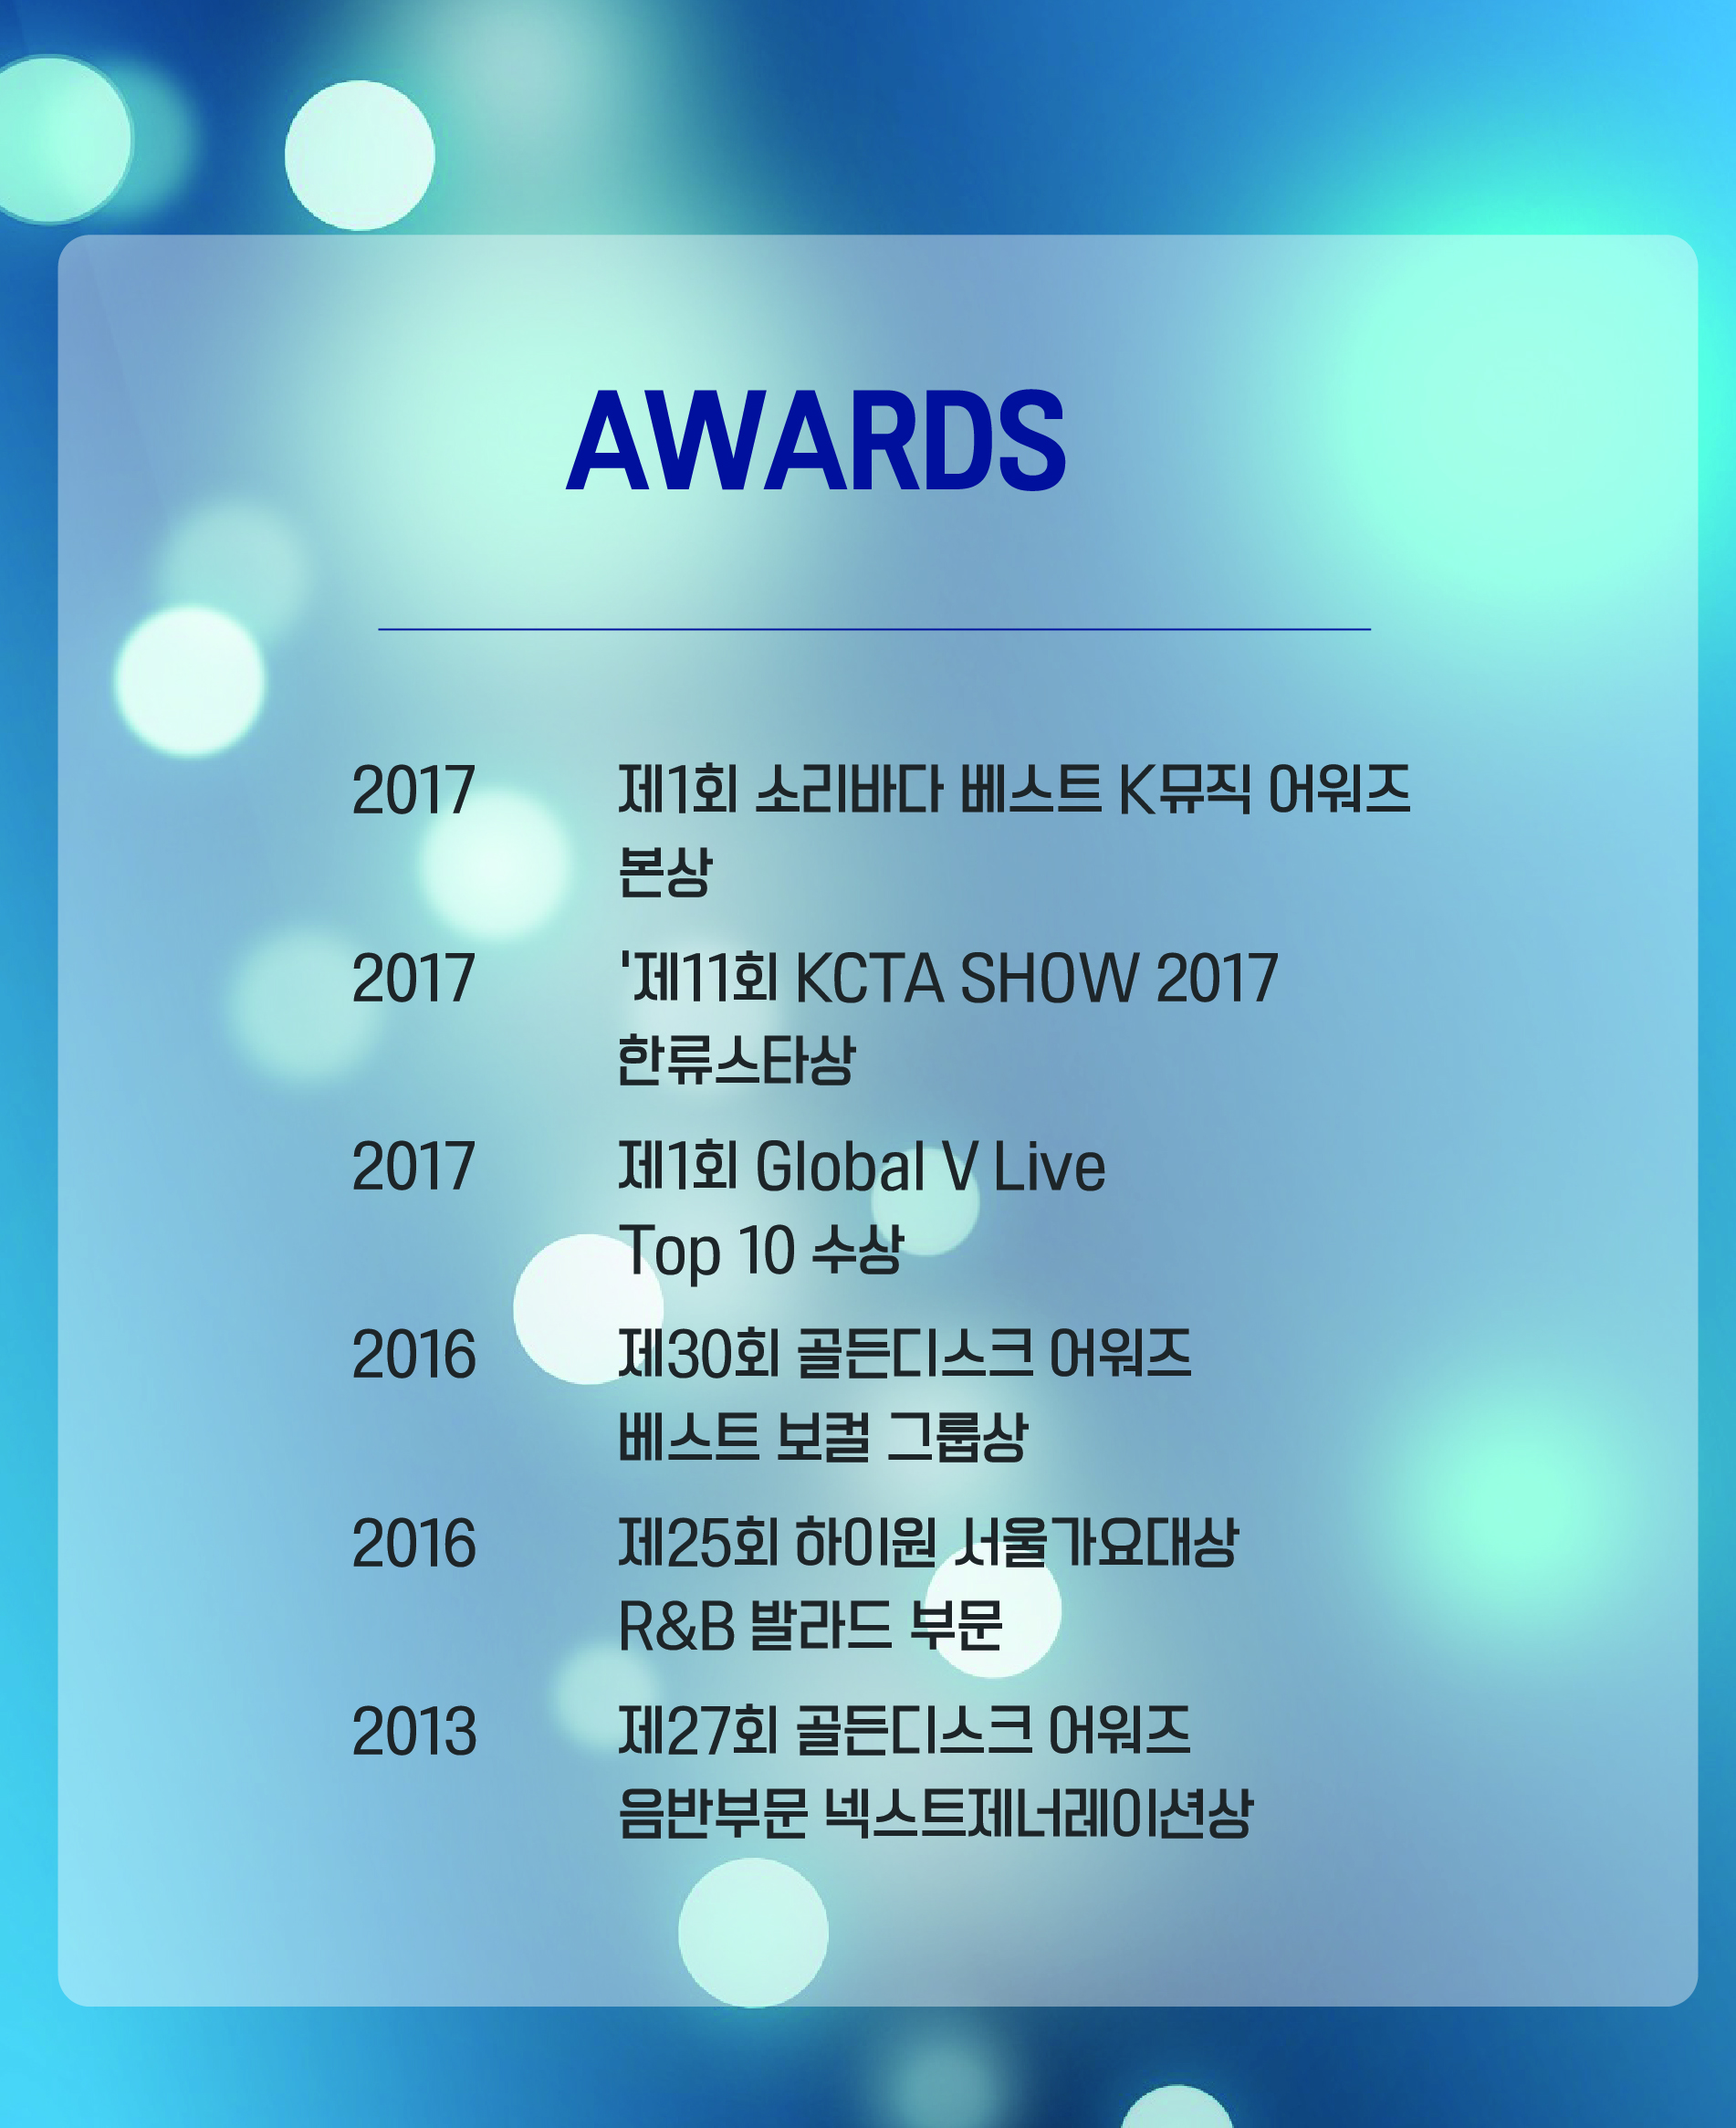 AWARDS
2017 제1회 소리바다 베스트 K뮤직 어워즈
본상
2017 '제11회 KCTA SHOW 2017
한류스타상
2017 제1회 Global V Live
Top 10 수상
2016 제30회 골든디스크 어워즈
베스트 보컬 그룹상
2016 제25회 하이원 서울가요대상
R&B 발라드 부문
2013 제27회 골든디스크 어워즈
음반부문 넥스트제너레이션상